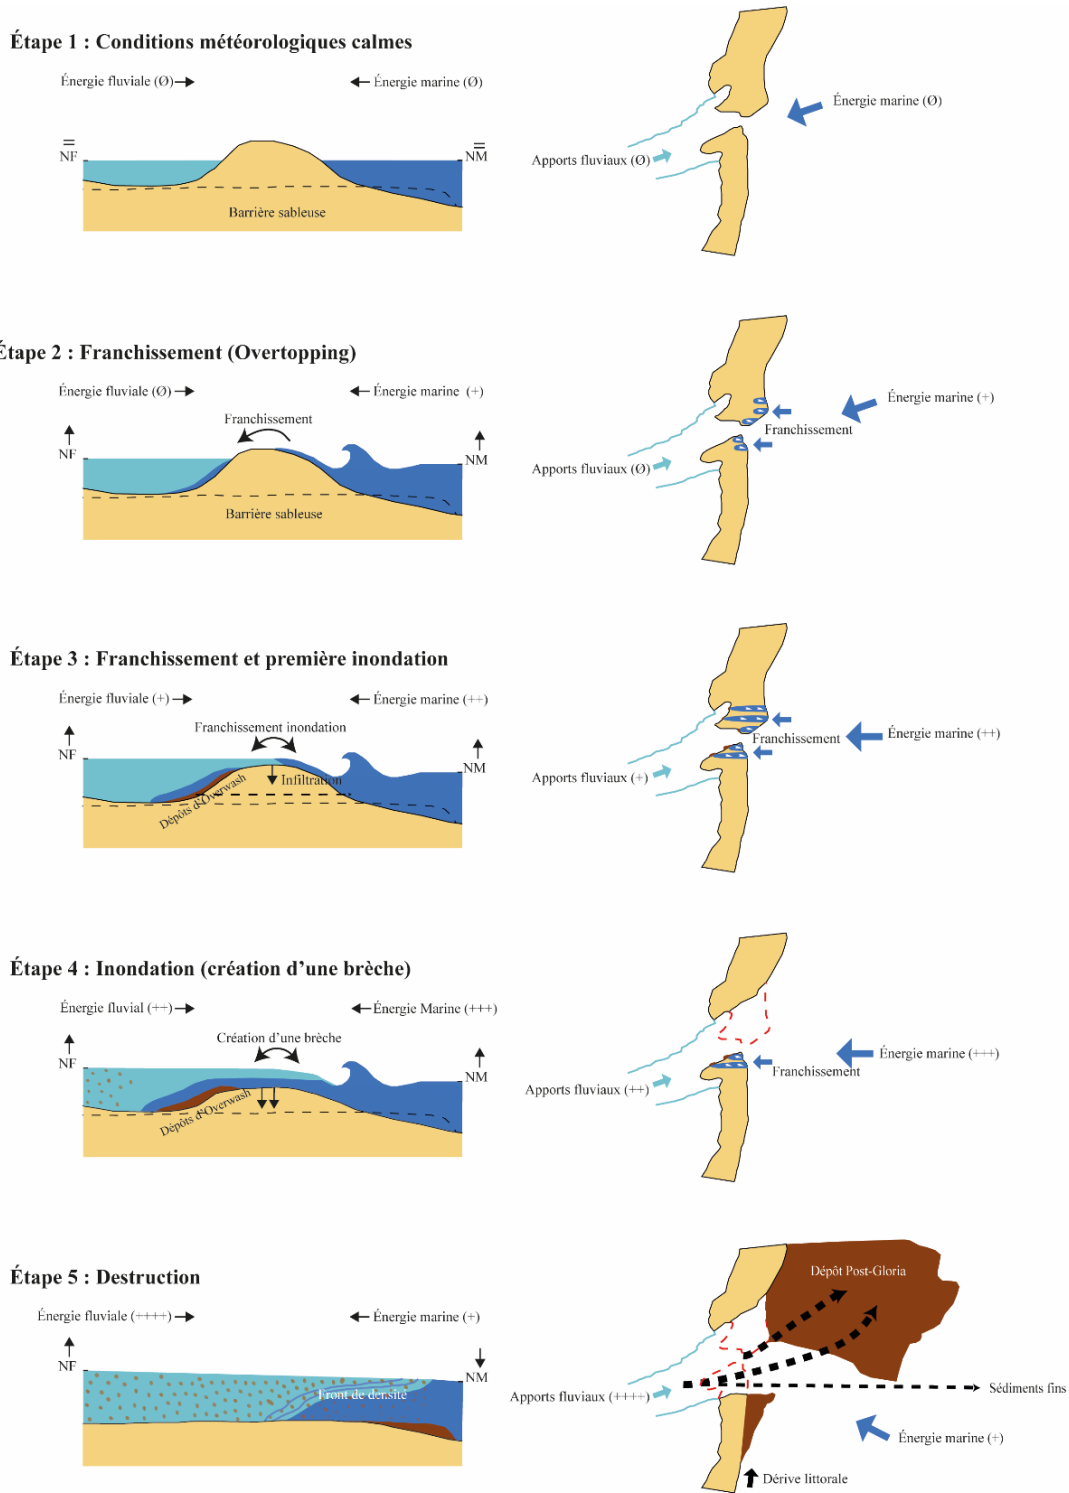 Étape 1 : Conditions météorologiques calmes
Énergie fluviale (Ø)
Énergie marine (Ø)
=
NF
=
NM
Barrière sableuse
Énergie marine (Ø)
Apports fluviaux (Ø)
Étape 2 : Franchissement (Overtopping)
Énergie fluviale (Ø)
Énergie marine (+)
Franchissement
NF
NM
Barrière sableuse
Énergie marine (+)
Franchissement
Apports fluviaux (Ø)
Étape 3 : Franchissement et première inondation
Énergie fluviale (+)
Énergie marine (++)
Franchissement inondation
NF
NM
Infiltration
Dépôts d'Overwash
Énergie marine (++)
Franchissement
Apports fluviaux (+)
Étape 4 : Inondation (création d'une brèche)
Énergie fluvial (++)
Énergie Marine (+++)
Création d'une brèche
NF
NM
Dépôts d'Overwash
Énergie marine (+++)
Franchissement
Apports fluviaux (++)
Étape 5 : Destruction
Énergie fluviale (++++)
Énergie marine (+)
NF
NM
Front de densité
Dépôt Post-Gloria
Apports fluviaux (++++)
Sédiments fins
Énergie marine (+)
Dérive littorale